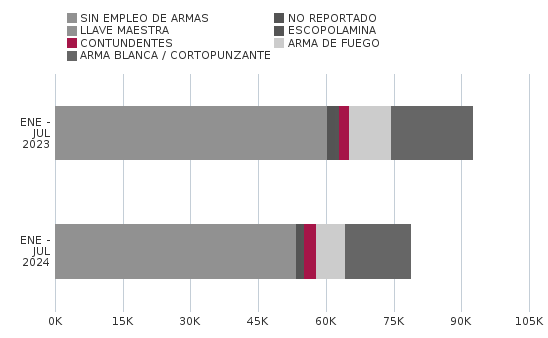 SIN EMPLEO DE ARMAS
NO REPORTADO
LLAVE MAESTRA
ESCOPOLAMINA
CONTUNDENTES
ARMA DE FUEGO
ARMA BLANCA / CORTOPUNZANTE
ENE -
JUL
2023
ENE -
JUL
2024
0K 15K 30K 45K 60K 75K 90K 105K